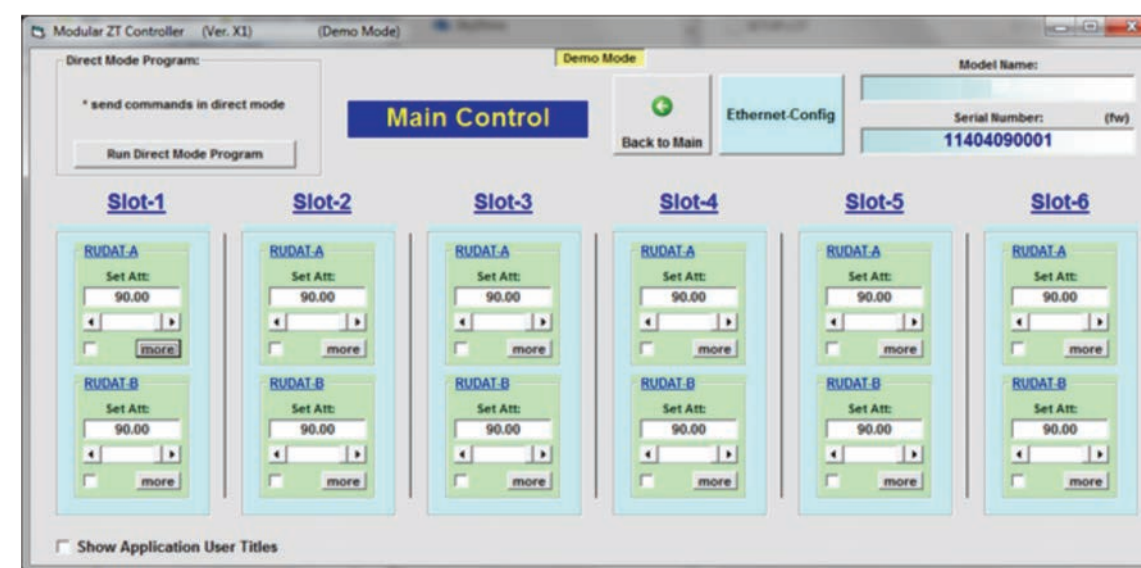 Modular ZT Controller (Ver. X1) (Demo Mode)
Direct Mode Program:
* send commands in direct mode
Run Direct Mode Program
Demo Mode
Main Control
Back to Main
Ethernet-Config
Model Name:
Serial Number: (fw)
11404090001
Slot-1 Slot-2 Slot-3 Slot-4 Slot-5 Slot-6
RUDAT-A RUDAT-A RUDAT-A RUDAT-A RUDAT-A RUDAT-A
Set Att: Set Att: Set Att: Set Att: Set Att: Set Att:
90.00 90.00 90.00 90.00 90.00 90.00
more more more more more more
RUDAT-B RUDAT-B RUDAT-B RUDAT-B RUDAT-B RUDAT-B
Set Att: Set Att: Set Att: Set Att: Set Att: Set Att:
90.00 90.00 90.00 90.00 90.00 90.00
more more more more more more
Show Application User Titles